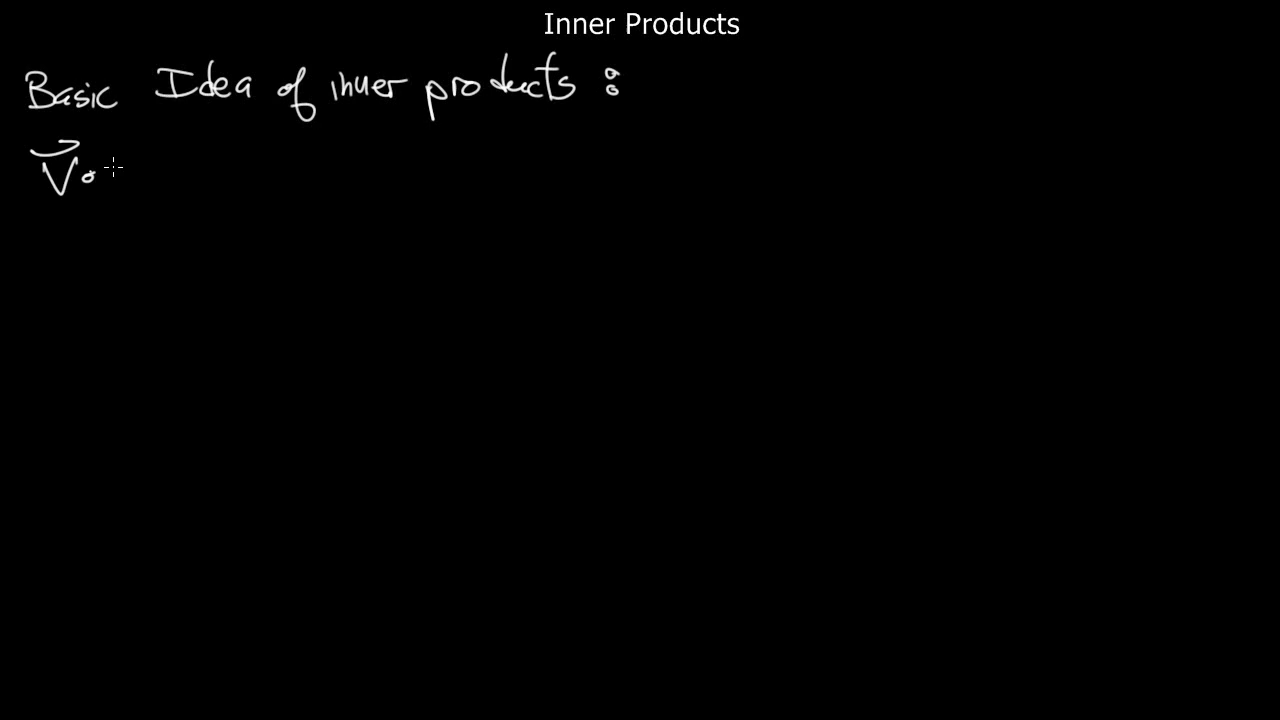 Inner Products
Basic Idea of inner products :
V⃗ ∘